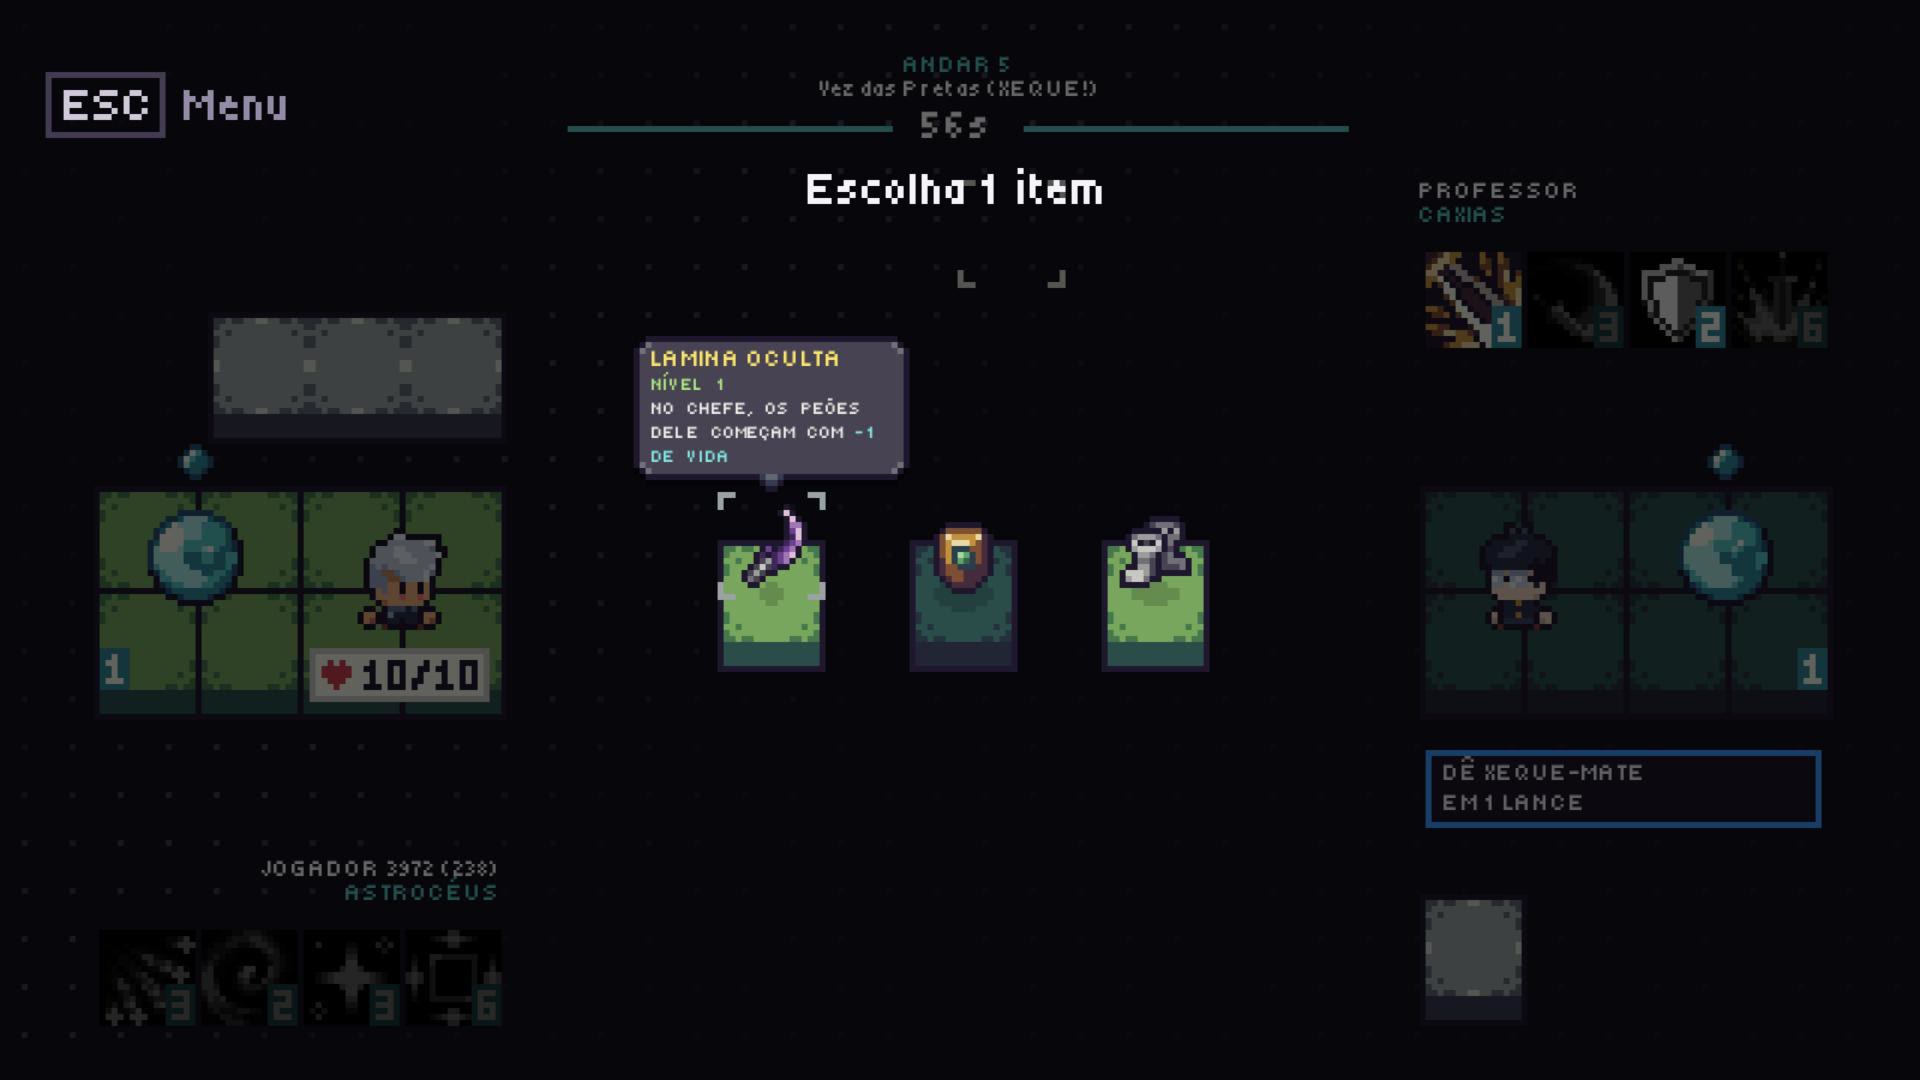 ANDAR 5
Vez das Pretas (XEQUE!)
56s
ESC Menu
Escolha 1 item
PROFESSOR
CAXIAS
1 3 2 6
LAMINA OCULTA
NÍVEL 1
NO CHEFE, OS PEÕES
DELE COMEÇAM COM -1
DE VIDA
1
10/10
1
DÊ XEQUE-MATE
EM 1 LANCE
JOGADOR 3972 (238)
ASTROCÉUS
3 2 3 6